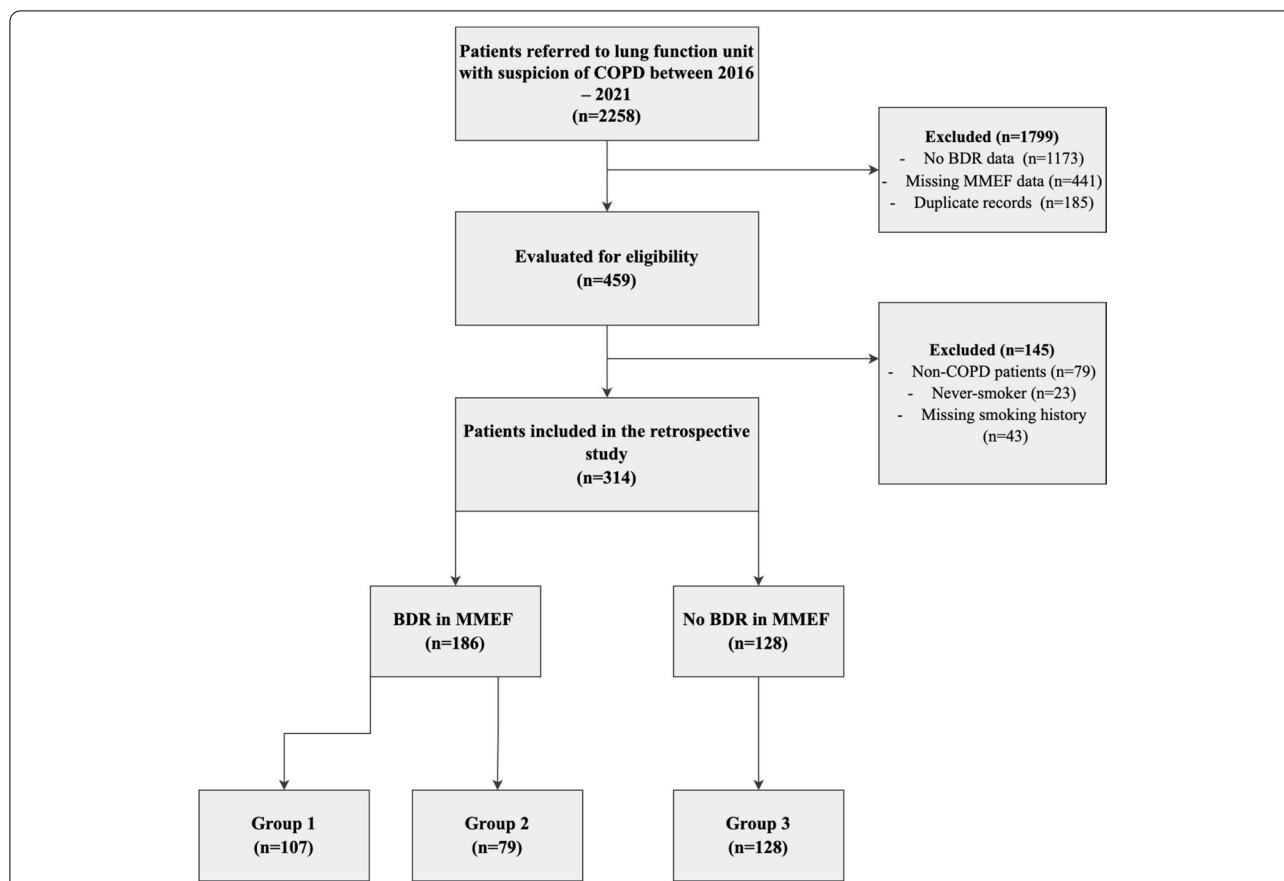 Patients referred to lung function unit
with suspicion of COPD between 2016
– 2021
(n=2258)
Excluded (n=1799)
- No BDR data (n=1173)
- Missing MMEF data (n=441)
- Duplicate records (n=185)
Evaluated for eligibility
(n=459)
Excluded (n=145)
- Non-COPD patients (n=79)
- Never-smoker (n=23)
- Missing smoking history
(n=43)
Patients included in the retrospective
study
(n=314)
BDR in MMEF
(n=186)
No BDR in MMEF
(n=128)
Group 1
(n=107)
Group 2
(n=79)
Group 3
(n=128)